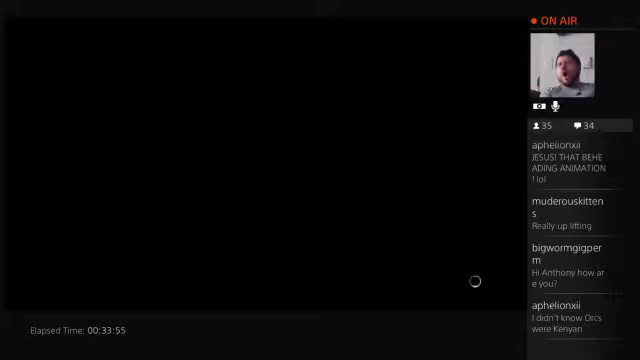 ON AIR
35 34
aphelionxii
JESUS! THAT BEHE
ADING ANIMATION
! lol
muderouskitten
s
Really up lifting
bigwormgigper
m
Hi Anthony how ar
e you?
aphelionxii
I didn't know Orcs
were Kenyan
Elapsed Time: 00:33:55